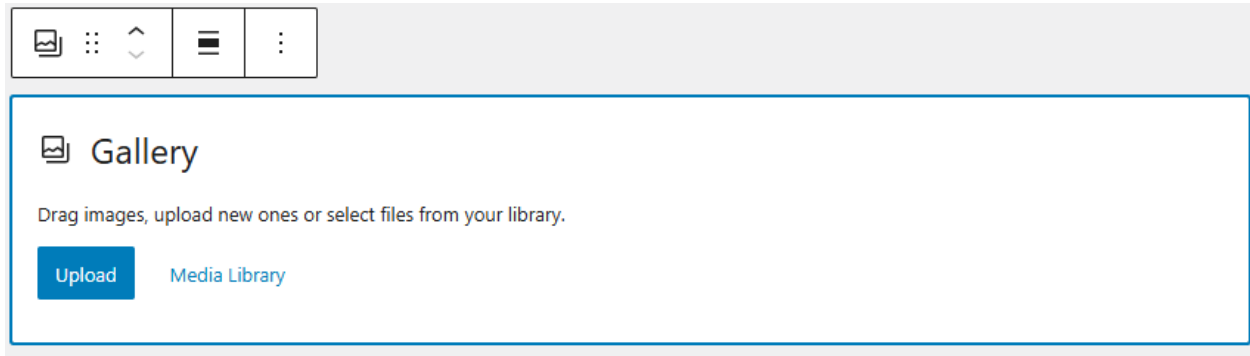 Gallery
Drag images, upload new ones or select files from your library.
Upload
Media Library